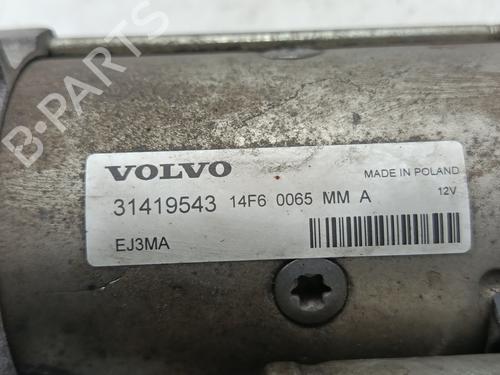 B-PARTS
VOLVO
MADE IN POLAND
31419543 14F6 0065 MM A 12V
EJ3MA